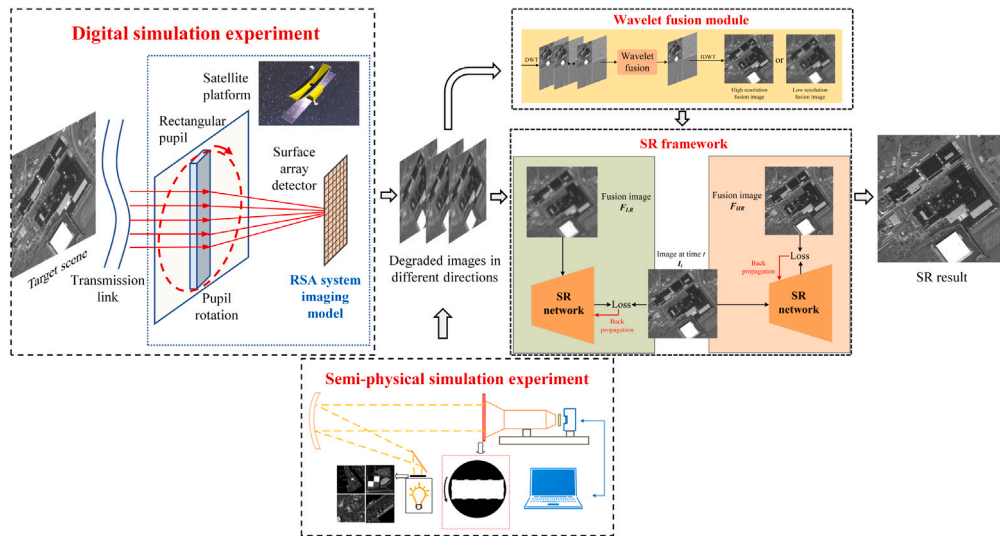 Digital simulation experiment
Satellite
platform
Rectangular
pupil
Surface
array
detector
Target scene
Transmission
link
Pupil
rotation
RSA system
imaging
model
Degraded images in
different directions
Wavelet fusion module
DWT
Wavelet
fusion
IDWT
or
High resolution
fusion image
Low resolution
fusion image
SR framework
Fusion image
F_LR
Fusion image
F_HR
Image at time t
I_t
SR
network
Loss
Back
propagation
Back
propagation
Loss
SR
network
SR result
Semi-physical simulation experiment